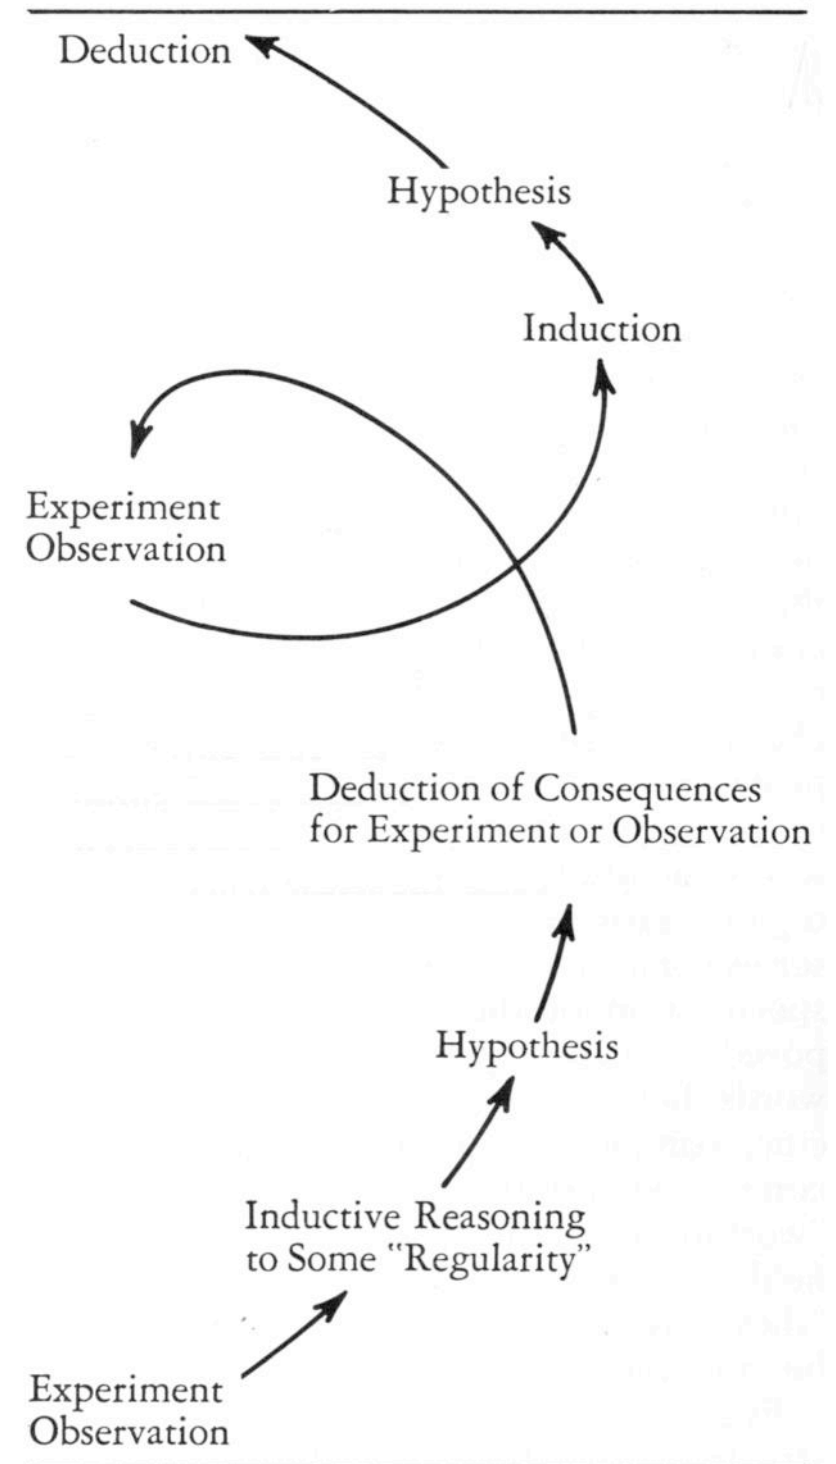 Deduction
Hypothesis
Induction
Experiment
Observation
Deduction of Consequences
for Experiment or Observation
Hypothesis
Inductive Reasoning
to Some "Regularity"
Experiment
Observation